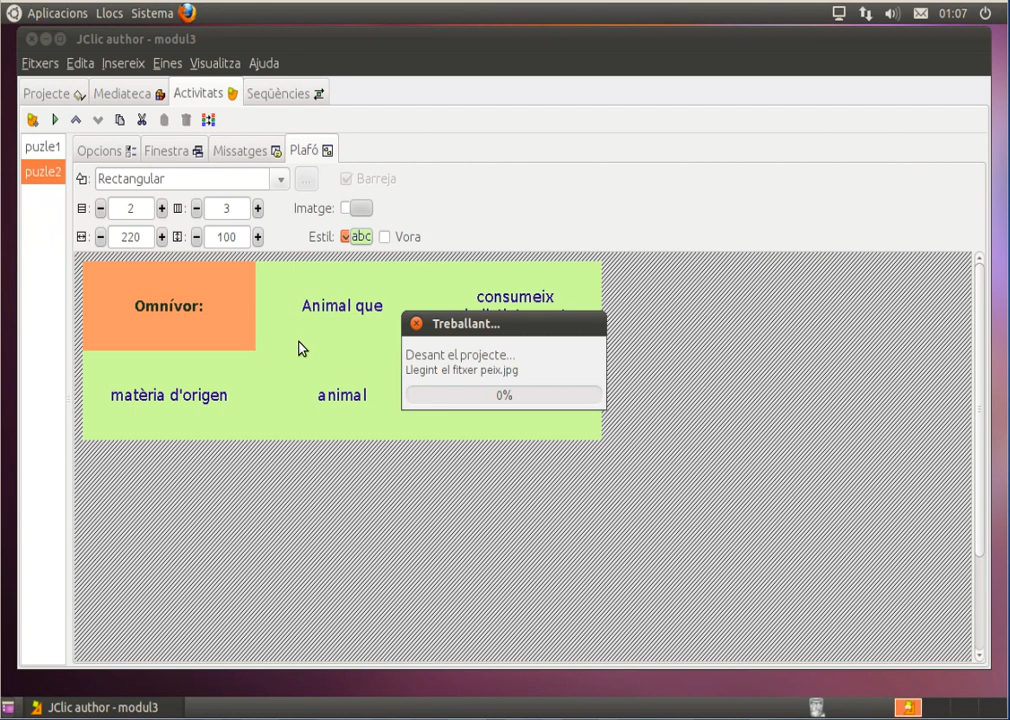 Aplicacions Llocs Sistema 01:07
JClic author - modul3
Fitxers Edita Insereix Eines Visualitza Ajuda
Projecte Mediateca Activitats Seqüències
puzle1
puzle2
Opcions Finestra Missatges Plafó
Rectangular ... Barreja
2 3 Imatge:
220 100 Estil: abc Vora
Omnívor: Animal que consumeix
matèria d'origen animal
Treballant...
Desant el projecte...
Llegint el fitxer peix.jpg
0%
JClic author - modul3